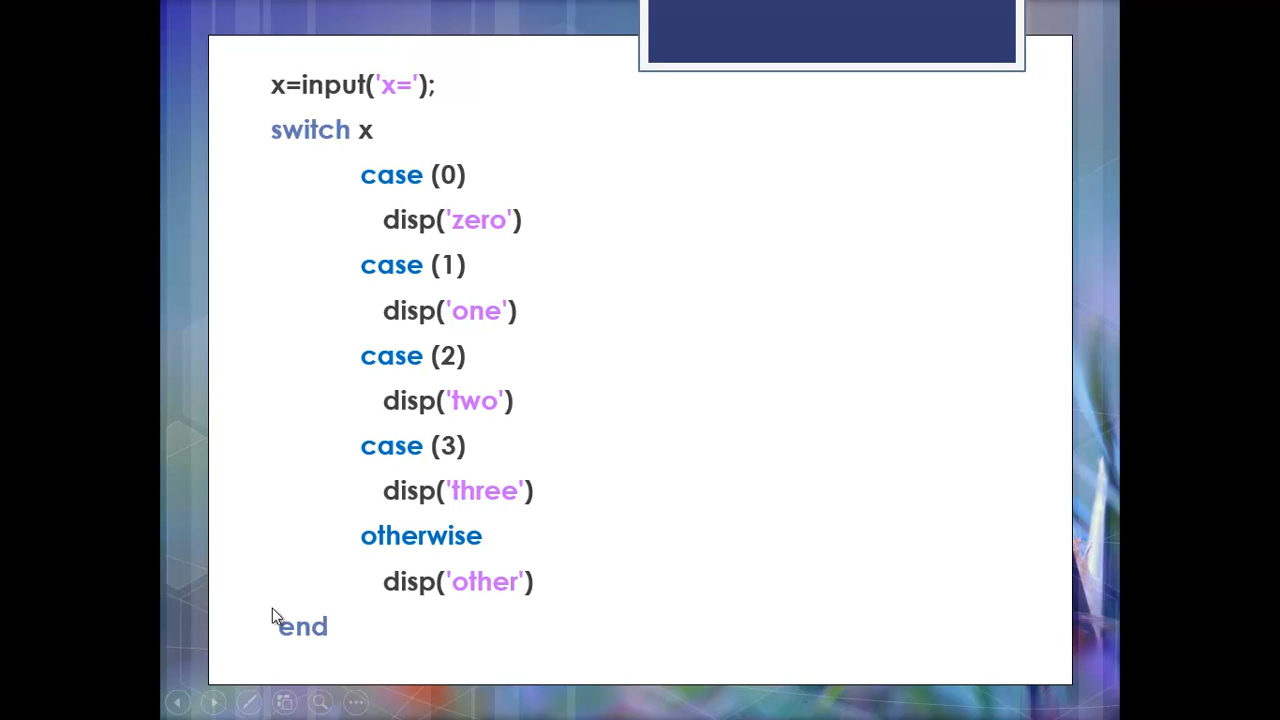 x=input('x=');
switch x
case (0)
disp('zero')
case (1)
disp('one')
case (2)
disp('two')
case (3)
disp('three')
otherwise
disp('other')
end